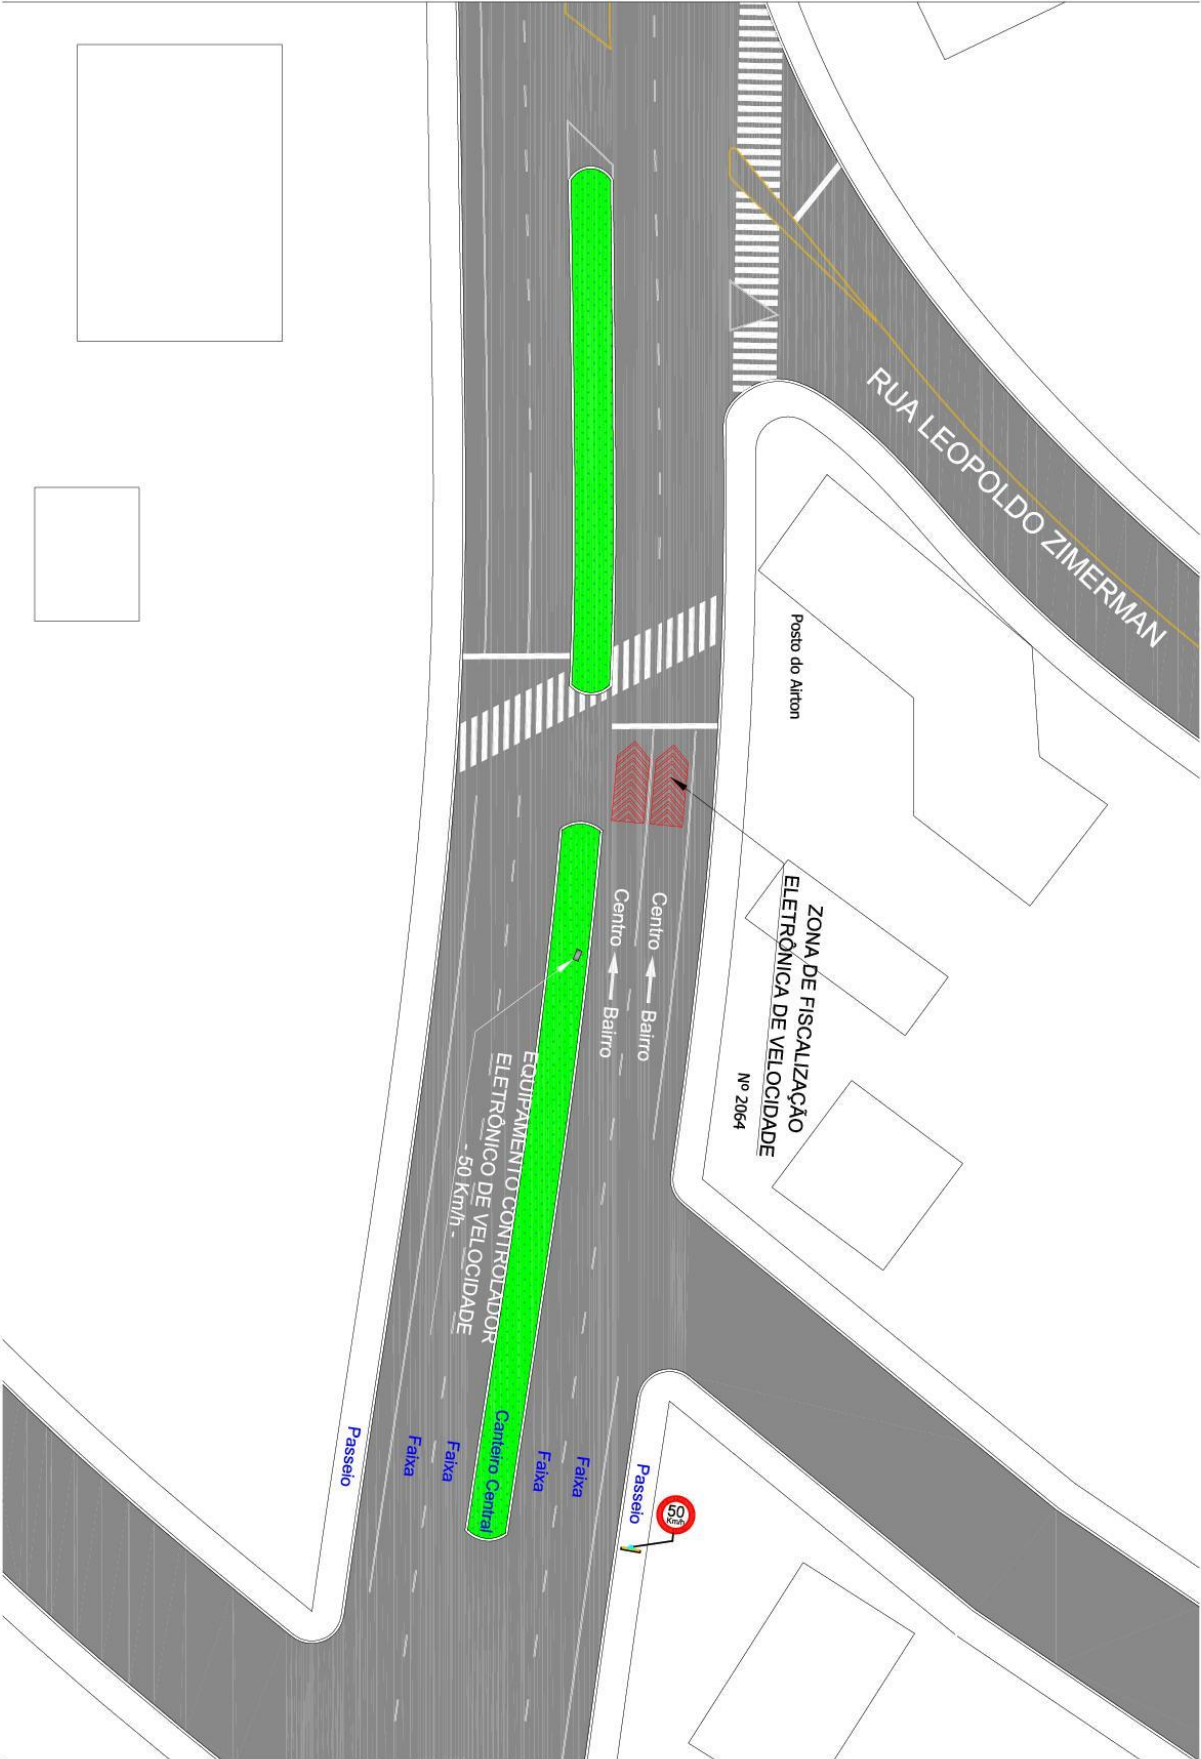 RUA LEOPOLDO ZIMERMAN
Posto do Airton
ZONA DE FISCALIZAÇÃO
ELETRÔNICA DE VELOCIDADE
Nº 2064
Centro
Bairro
Centro
Bairro
EQUIPAMENTO CONTROLADOR
ELETRÔNICO DE VELOCIDADE
- 50 Km/h -
Passeio
Faixa
Faixa
Canteiro Central
Faixa
Faixa
Passeio
50
Km/h